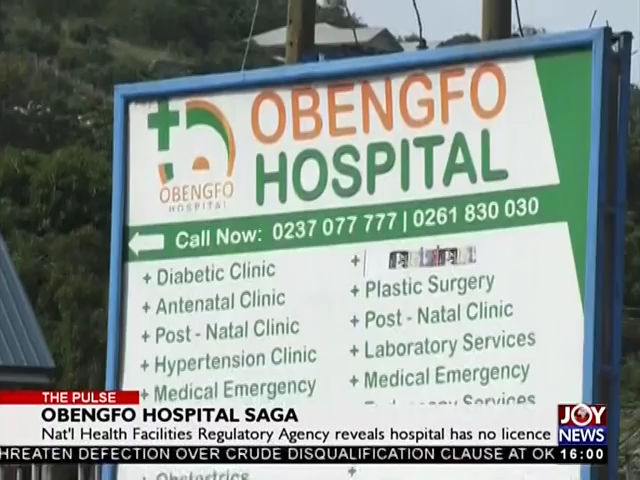 OBENGFO
HOSPITAL
OBENGFO
HOSPITAL
Call Now: 0237 077 777 | 0261 830 030
+ Diabetic Clinic
+ Antenatal Clinic
+ Post - Natal Clinic
+ Hypertension Clinic
+ Medical Emergency
+
+ Plastic Surgery
+ Post - Natal Clinic
+ Laboratory Services
+ Medical Emergency
Services
Obstetrics
+
THE PULSE
OBENGFO HOSPITAL SAGA
Nat'l Health Facilities Regulatory Agency reveals hospital has no licence
JOY
NEWS
THREATEN DEFECTION OVER CRUDE DISQUALIFICATION CLAUSE AT OK
16:00